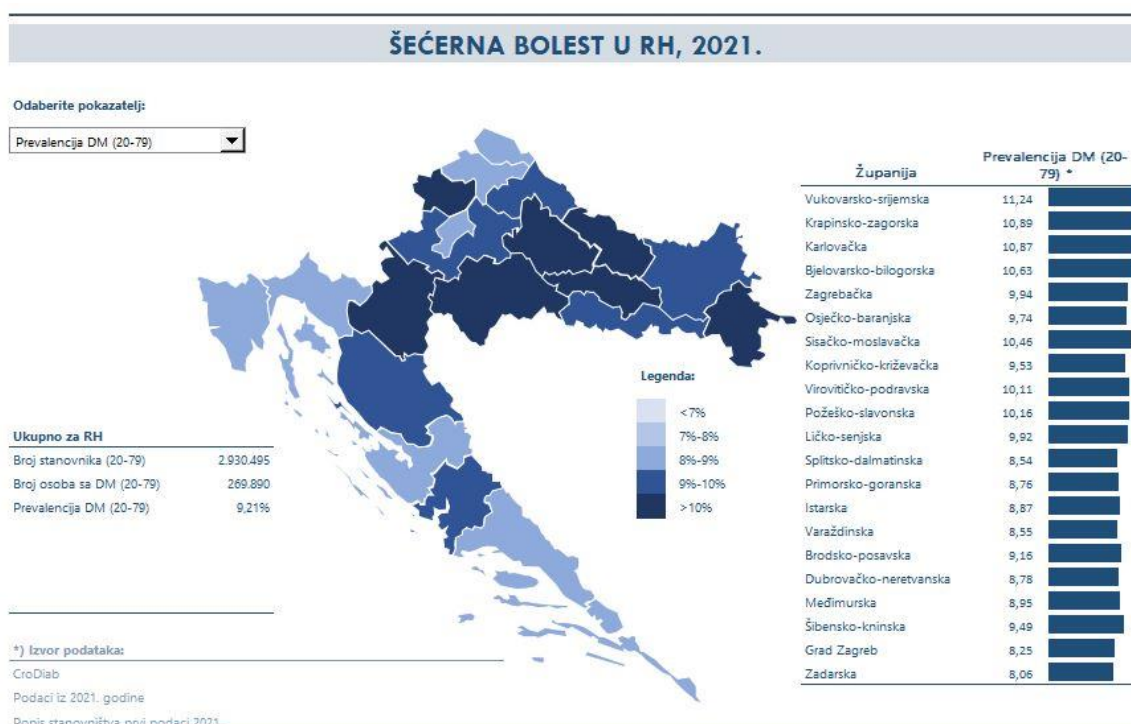 ŠEĆERNA BOLEST U RH, 2021.
Odaberite pokazatelj:
Prevalencija DM (20-79)
Ukupno za RH
Broj stanovnika (20-79) 2.930.495
Broj osoba sa DM (20-79) 269.890
Prevalencija DM (20-79) 9,21%
*) Izvor podataka:
CroDiab
Podaci iz 2021. godine
Popis stanovništva prvi podaci 2021.
Legenda:
<7%
7%-8%
8%-9%
9%-10%
>10%
Županija Prevalencija DM (20-
79) *
Vukovarsko-srijemska 11,24
Krapinsko-zagorska 10,89
Karlovačka 10,87
Bjelovarsko-bilogorska 10,63
Zagrebačka 9,94
Osječko-baranjska 9,74
Sisačko-moslavačka 10,46
Koprivničko-križevačka 9,53
Virovitičko-podravska 10,11
Požeško-slavonska 10,16
Ličko-senjska 9,92
Splitsko-dalmatinska 8,54
Primorsko-goranska 8,76
Istarska 8,87
Varaždinska 8,55
Brodsko-posavska 9,16
Dubrovačko-neretvanska 8,78
Međimurska 8,95
Šibensko-kninska 9,49
Grad Zagreb 8,25
Zadarska 8,06